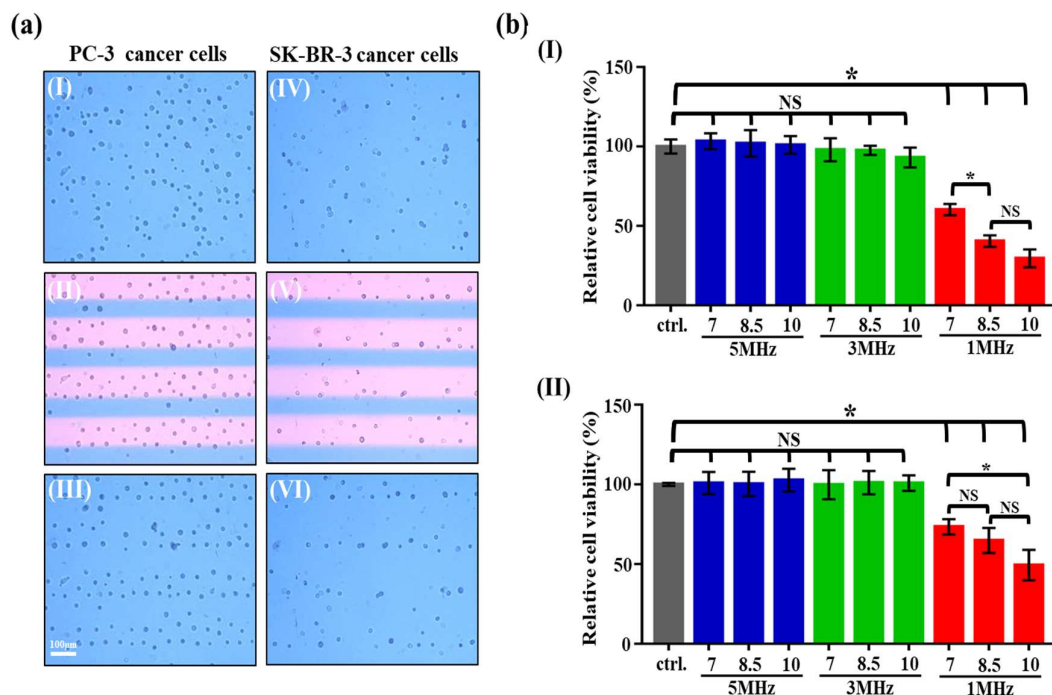 (a)
PC-3 cancer cells
SK-BR-3 cancer cells
(I)
(IV)
(II)
(V)
(III)
(VI)
100μm
(b)
(I)
Relative cell viability (%)
150
100
50
0
*
NS
*
NS
ctrl. 7 8.5 10 7 8.5 10 7 8.5 10
5MHz 3MHz 1MHz
(II)
Relative cell viability (%)
150
100
50
0
*
NS
*
NS
NS
ctrl. 7 8.5 10 7 8.5 10 7 8.5 10
5MHz 3MHz 1MHz